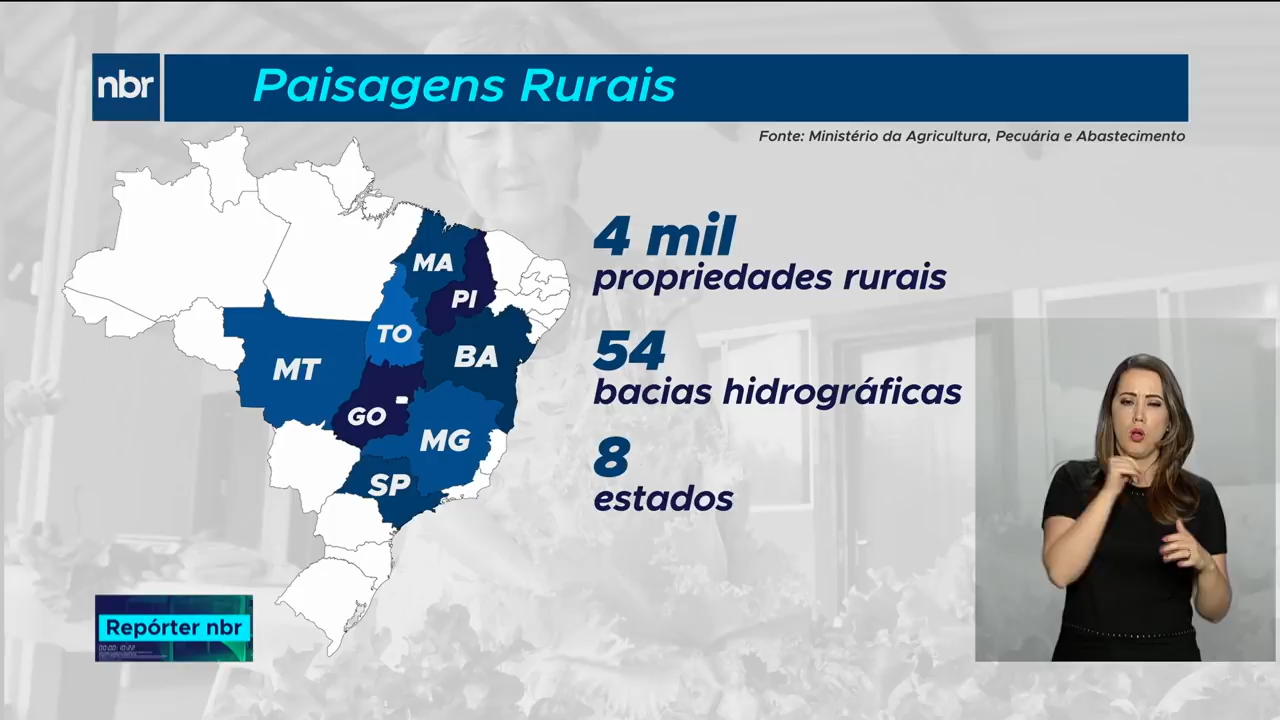 nbr
Paisagens Rurais
Fonte: Ministério da Agricultura, Pecuária e Abastecimento
4 mil
propriedades rurais
54
bacias hidrográficas
8
estados
MA
PI
TO
BA
MT
GO
MG
SP
Repórter nbr